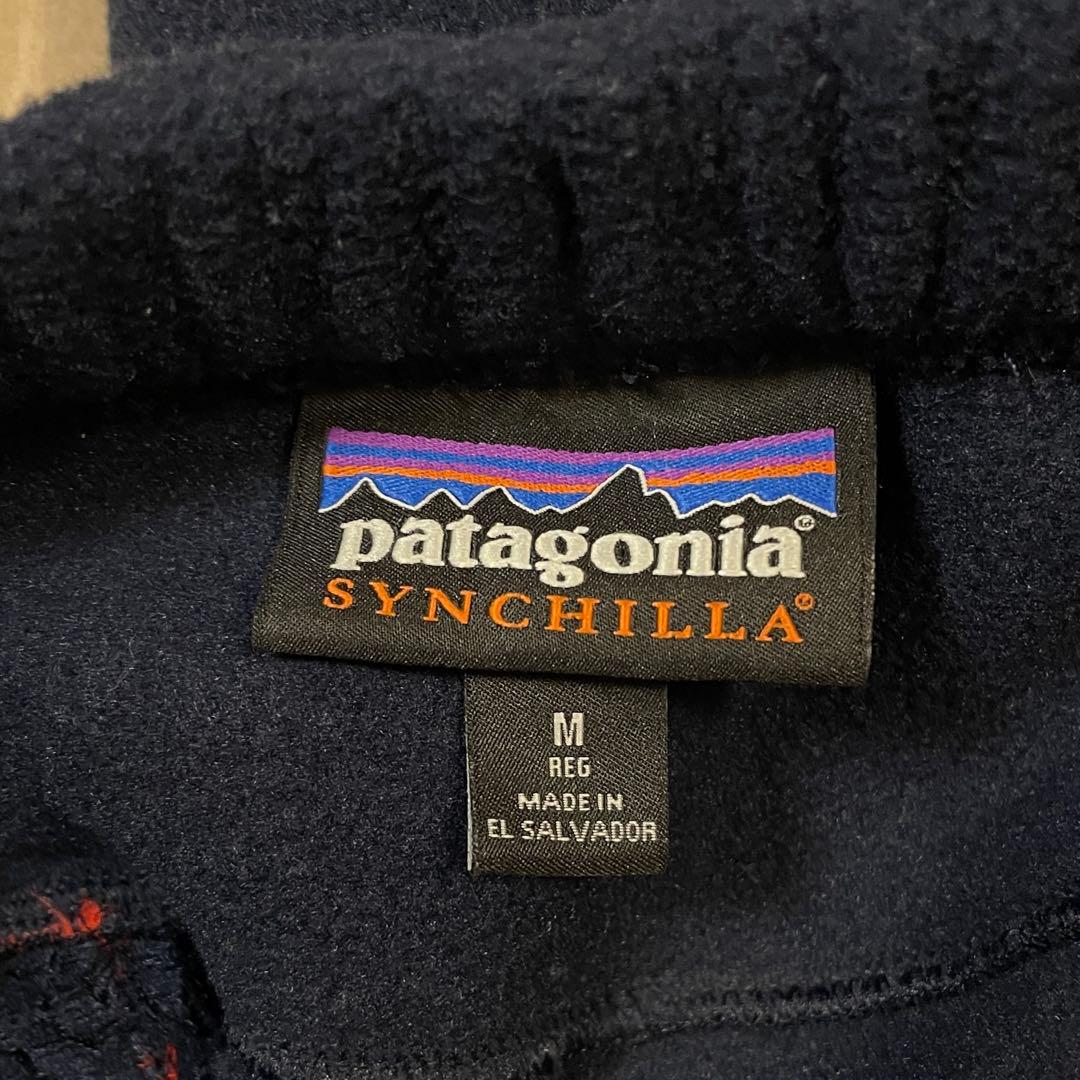 patagonia®
SYNCHILLA®
M
REG
MADE IN
EL SALVADOR